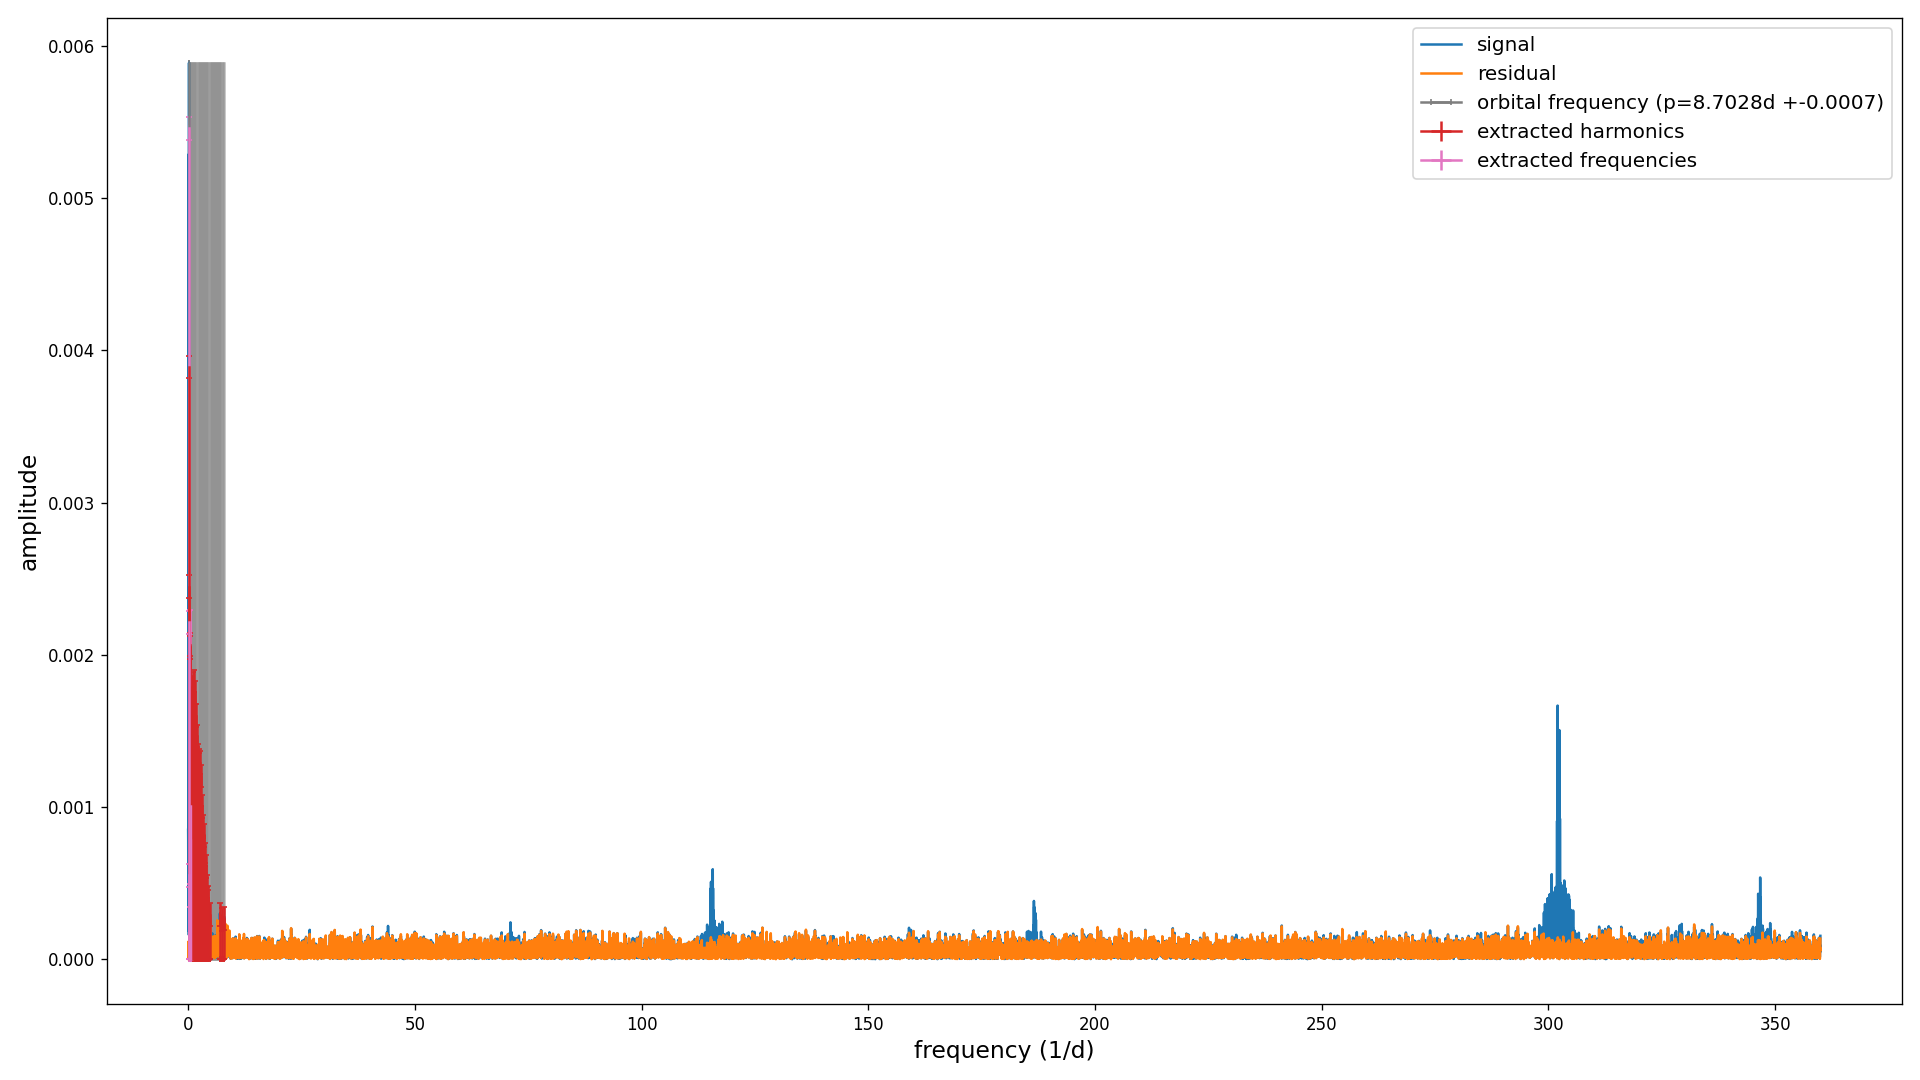 signal
residual
orbital frequency (p=8.7028d +-0.0007)
extracted harmonics
extracted frequencies
amplitude
0.006
0.005
0.004
0.003
0.002
0.001
0.000
0 50 100 150 200 250 300 350
frequency (1/d)